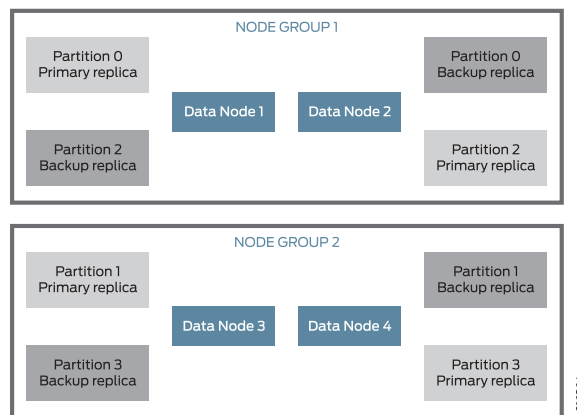 NODE GROUP 1
Partition 0
Primary replica
Partition 0
Backup replica
Data Node 1
Data Node 2
Partition 2
Backup replica
Partition 2
Primary replica
NODE GROUP 2
Partition 1
Primary replica
Partition 1
Backup replica
Data Node 3
Data Node 4
Partition 3
Backup replica
Partition 3
Primary replica